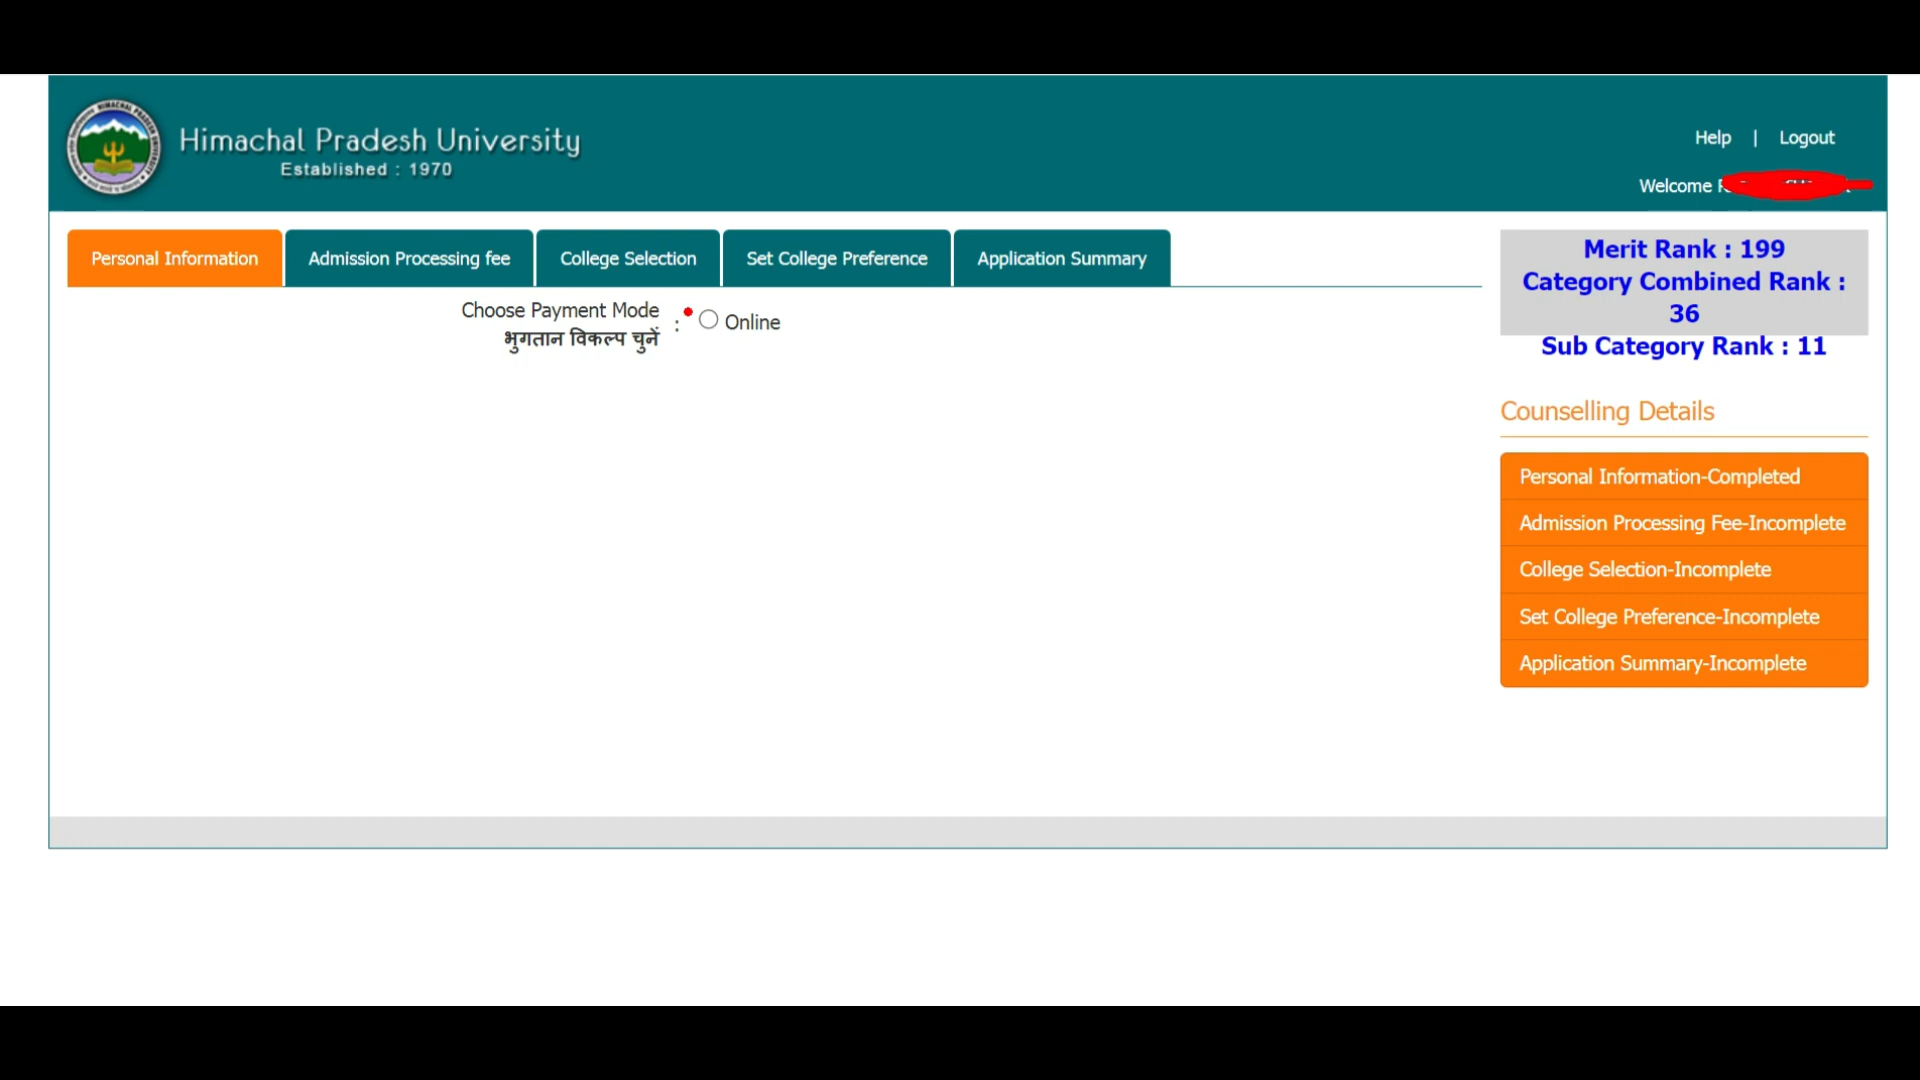 Himachal Pradesh University
Established : 1970
Help | Logout
Welcome
Personal Information
Admission Processing fee
College Selection
Set College Preference
Application Summary
Choose Payment Mode
भुगतान विकल्प चुनें
: Online
Merit Rank : 199
Category Combined Rank :
36
Sub Category Rank : 11
Counselling Details
Personal Information-Completed
Admission Processing Fee-Incomplete
College Selection-Incomplete
Set College Preference-Incomplete
Application Summary-Incomplete